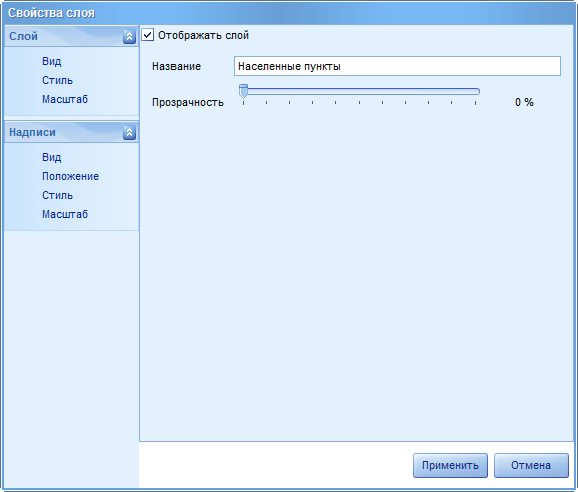 Свойства слоя
Слой
Вид
Стиль
Масштаб
Надписи
Вид
Положение
Стиль
Масштаб
Отображать слой
Название
Населенные пункты
Прозрачность
0 %
Применить
Отмена